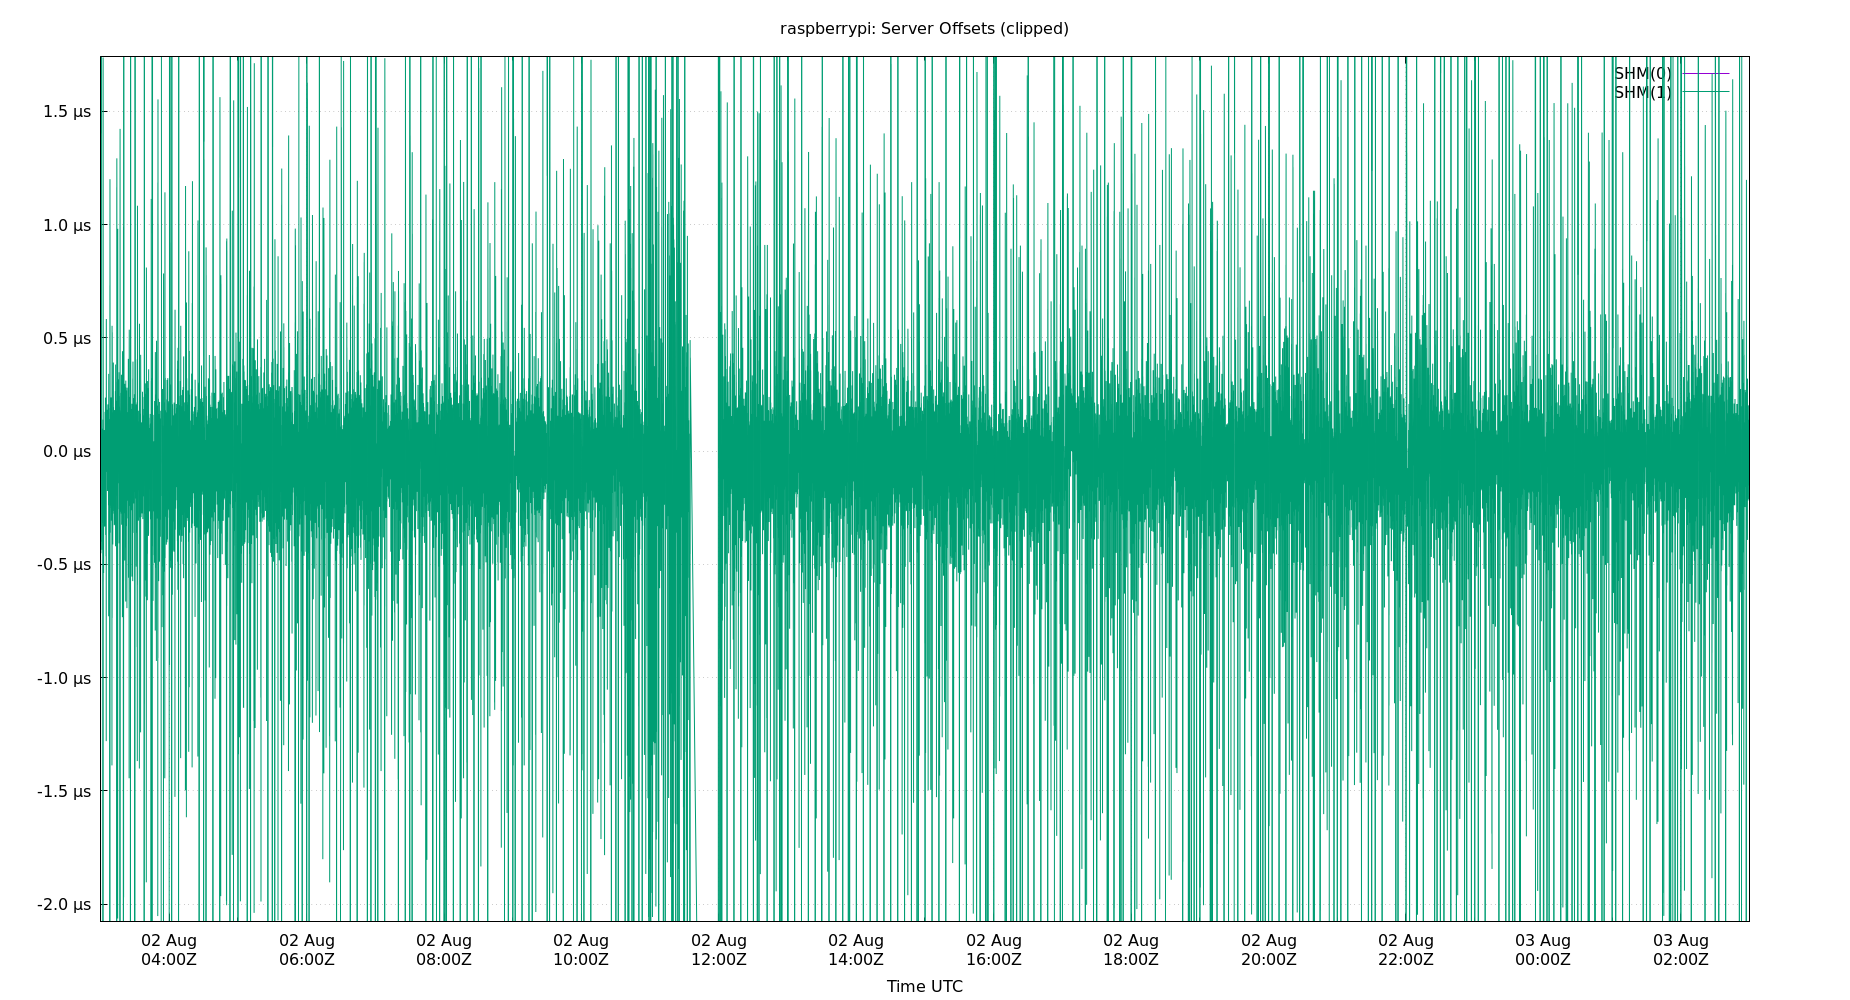 raspberrypi: Server Offsets (clipped)
SHM(0)
SHM(1)
1.5 µs
1.0 µs
0.5 µs
0.0 µs
-0.5 µs
-1.0 µs
-1.5 µs
-2.0 µs
02 Aug 02 Aug 02 Aug 02 Aug 02 Aug 02 Aug 02 Aug 02 Aug 02 Aug 02 Aug 03 Aug 03 Aug
04:00Z 06:00Z 08:00Z 10:00Z 12:00Z 14:00Z 16:00Z 18:00Z 20:00Z 22:00Z 00:00Z 02:00Z
Time UTC